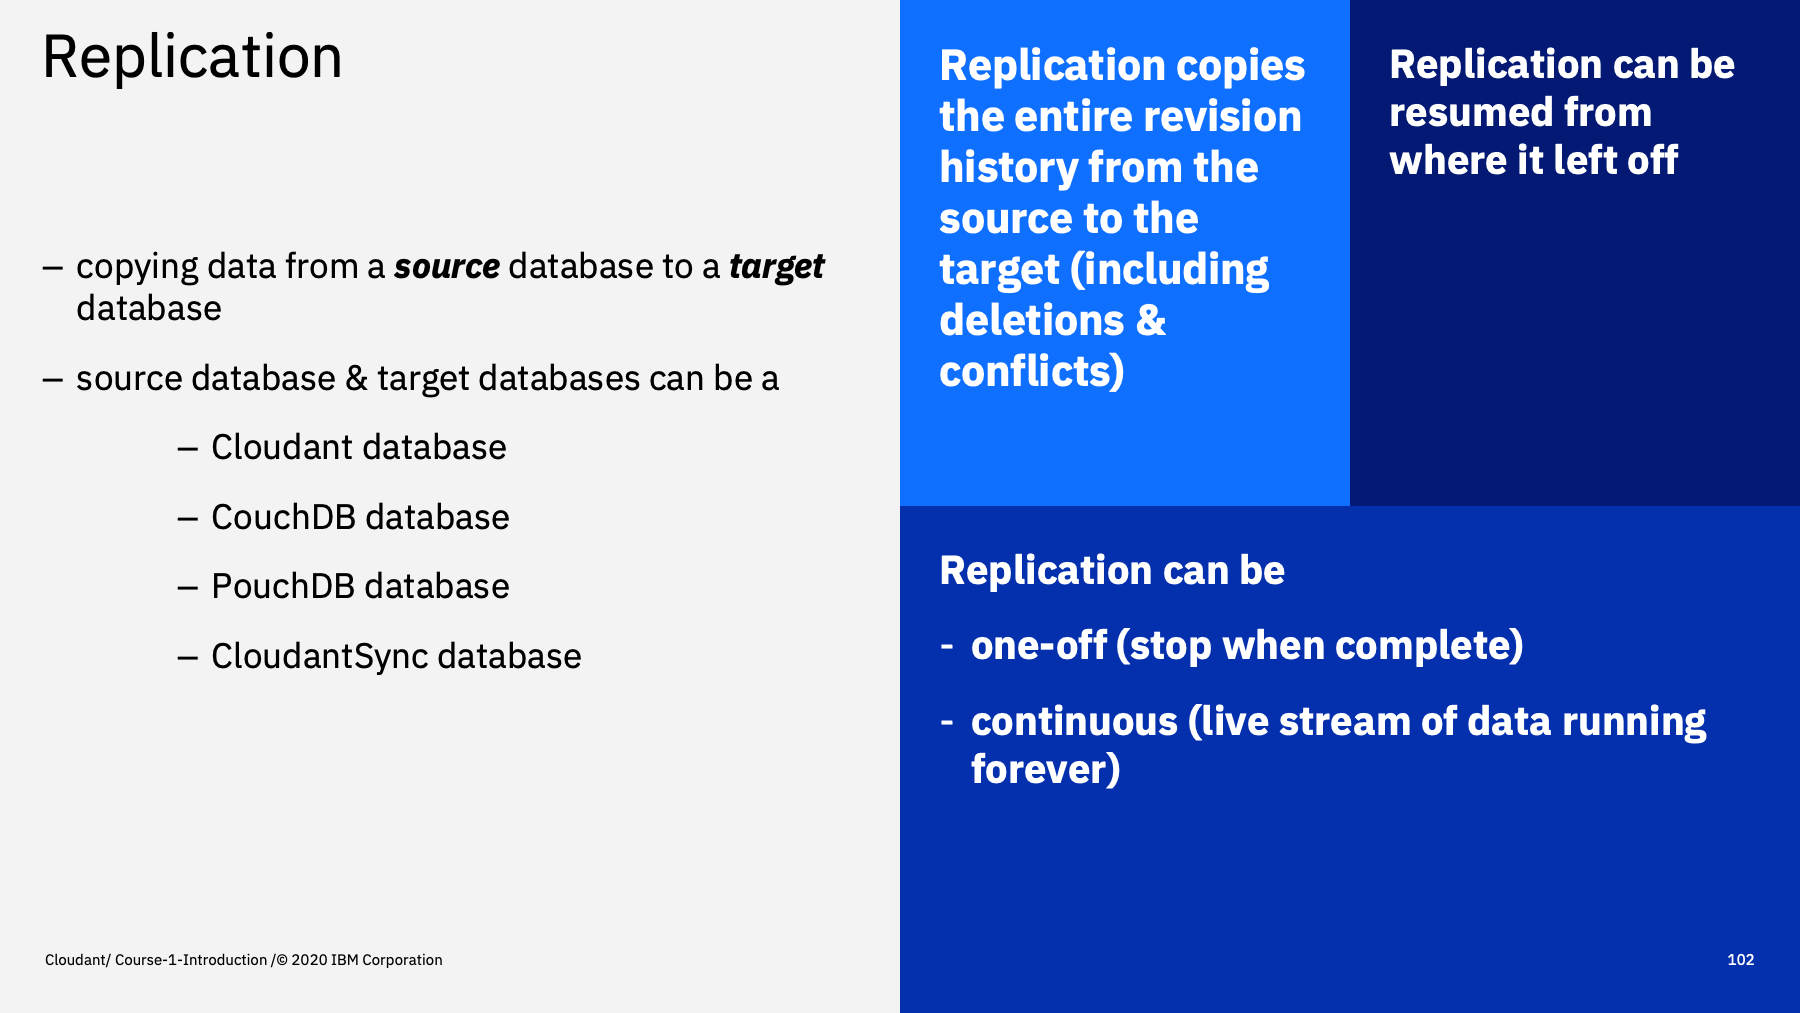 Replication
– copying data from a source database to a target
database
– source database & target databases can be a
– Cloudant database
– CouchDB database
– PouchDB database
– CloudantSync database
Replication copies
the entire revision
history from the
source to the
target (including
deletions &
conflicts)
Replication can be
resumed from
where it left off
Replication can be
- one-off (stop when complete)
- continuous (live stream of data running
forever)
Cloudant/ Course-1-Introduction /© 2020 IBM Corporation
102